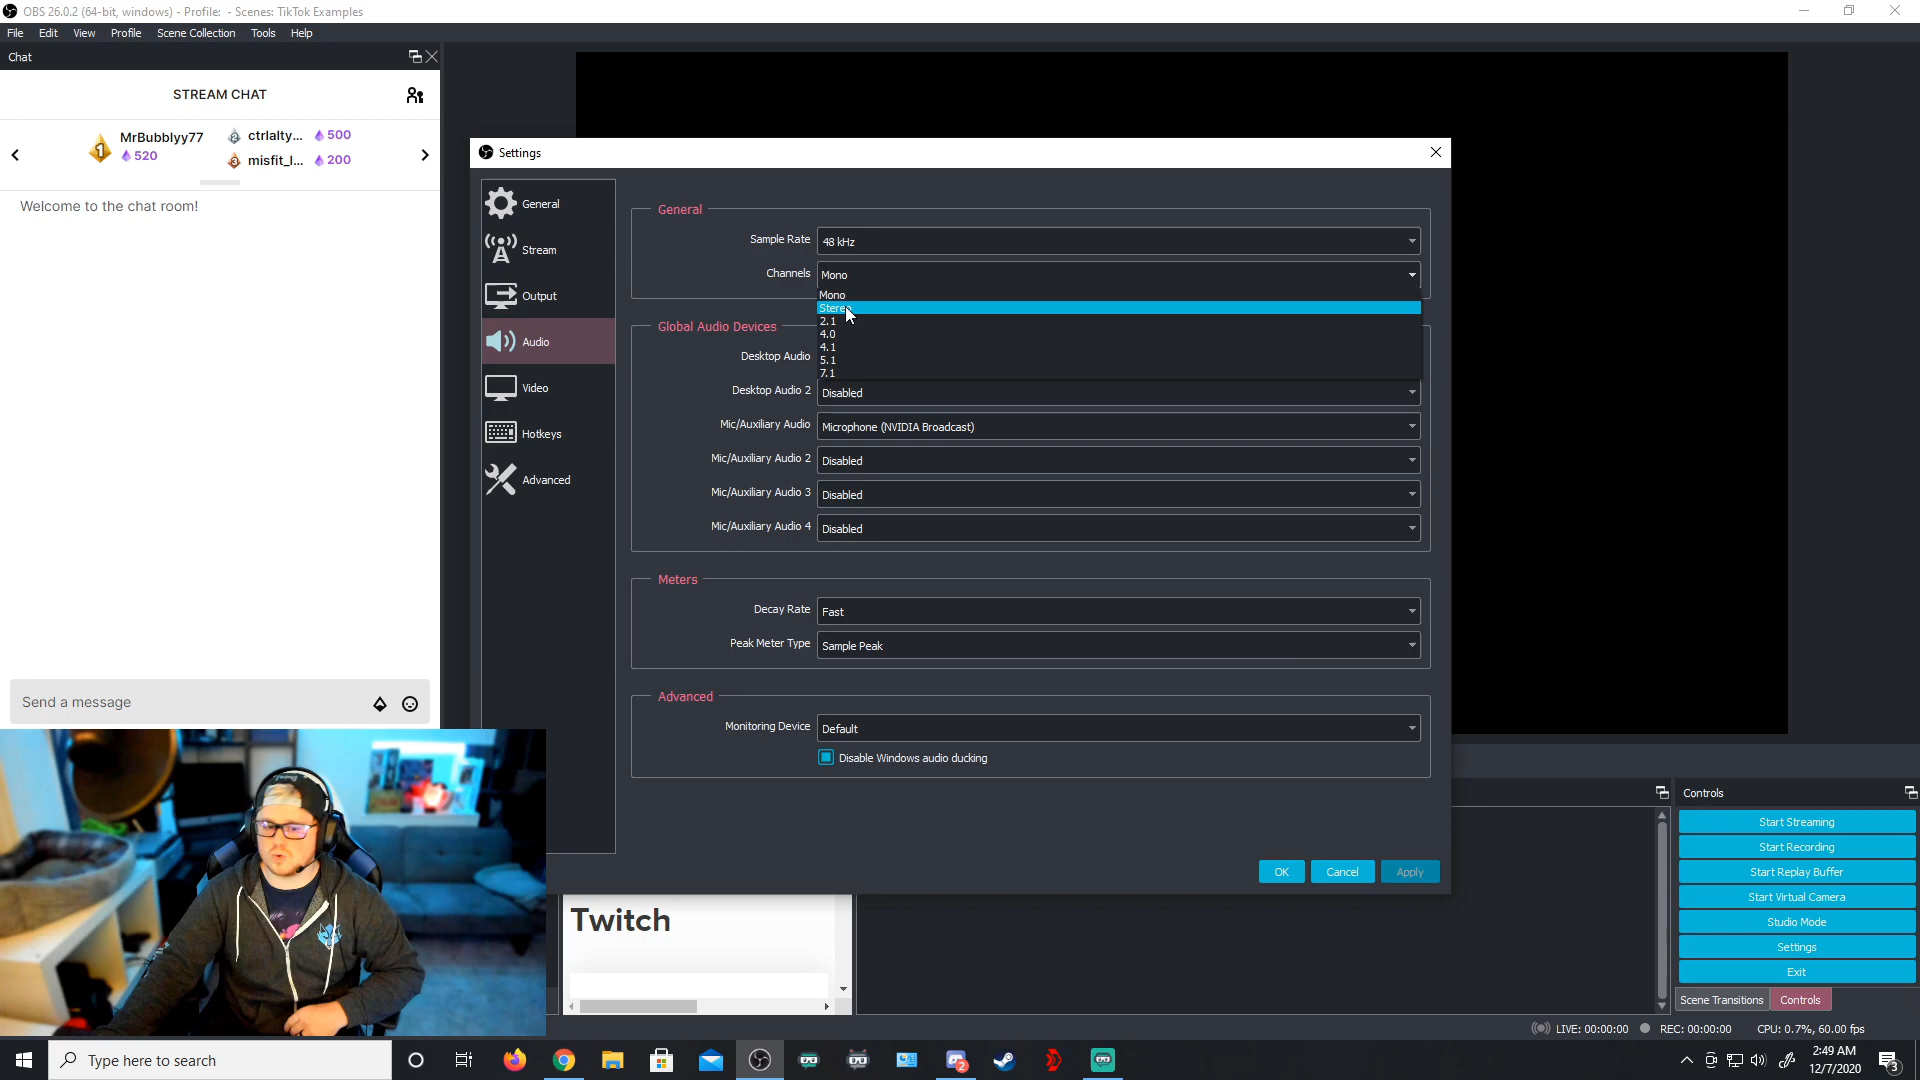 OBS 26.0.2 (64-bit, windows) - Profile: - Scenes: TikTok Examples
File Edit View Profile Scene Collection Tools Help
Chat
STREAM CHAT
1 MrBubblyy77 520
2 ctrlalty... 500
3 misfit_l... 200
Welcome to the chat room!
Send a message
Settings
General
Stream
Output
Audio
Video
Hotkeys
Advanced
General
Sample Rate 48 kHz
Channels Mono
Mono
Stereo
2.1
4.0
4.1
5.1
7.1
Global Audio Devices
Desktop Audio
Desktop Audio 2 Disabled
Mic/Auxiliary Audio Microphone (NVIDIA Broadcast)
Mic/Auxiliary Audio 2 Disabled
Mic/Auxiliary Audio 3 Disabled
Mic/Auxiliary Audio 4 Disabled
Meters
Decay Rate Fast
Peak Meter Type Sample Peak
Advanced
Monitoring Device Default
Disable Windows audio ducking
OK Cancel Apply
Twitch
Controls
Start Streaming
Start Recording
Start Replay Buffer
Start Virtual Camera
Studio Mode
Settings
Exit
Scene Transitions Controls
LIVE: 00:00:00 REC: 00:00:00 CPU: 0.7%, 60.00 fps
Type here to search
2
2:49 AM
12/7/2020
3